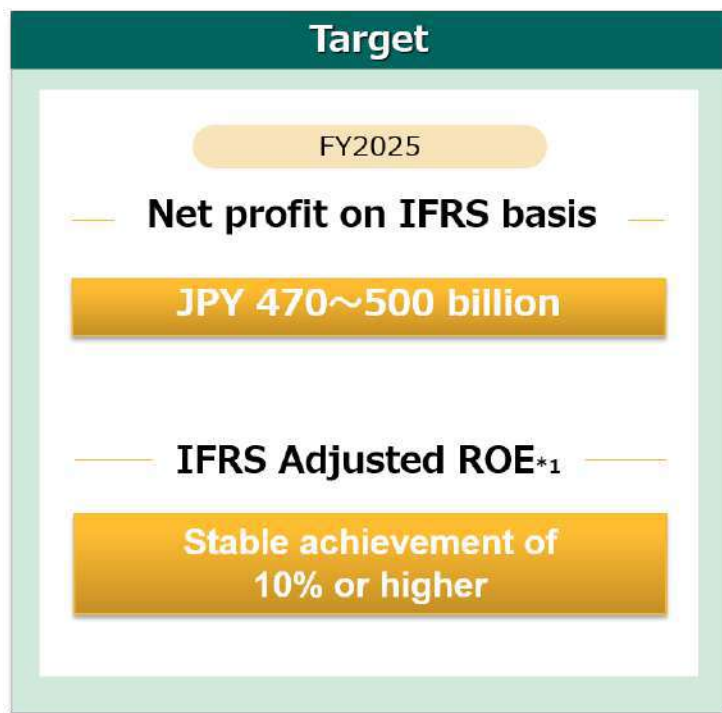 Target
FY2025
Net profit on IFRS basis
JPY 470～500 billion
IFRS Adjusted ROE*1
Stable achievement of
10% or higher